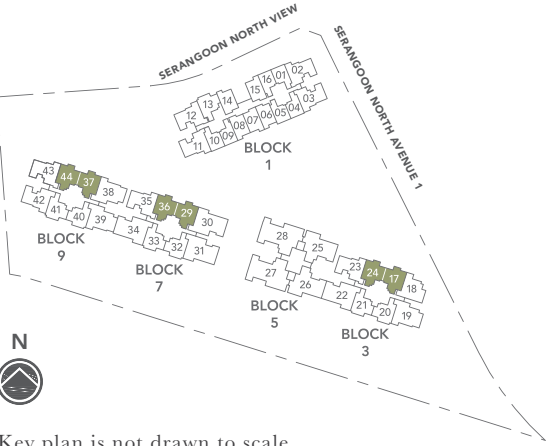 SERANGOON NORTH VIEW
SERANGOON NORTH AVENUE 1
12 13 14 15 16 01 02
11 10 09 08 07 06 05 04 03
BLOCK
1
43 44 37 38 35 36 29 30
42 41 40 39 34 33 32 31
BLOCK
9
BLOCK
7
28 25 23 24 17 18
27 26 22 21 20 19
BLOCK
5
BLOCK
3
N
Key plan is not drawn to scale